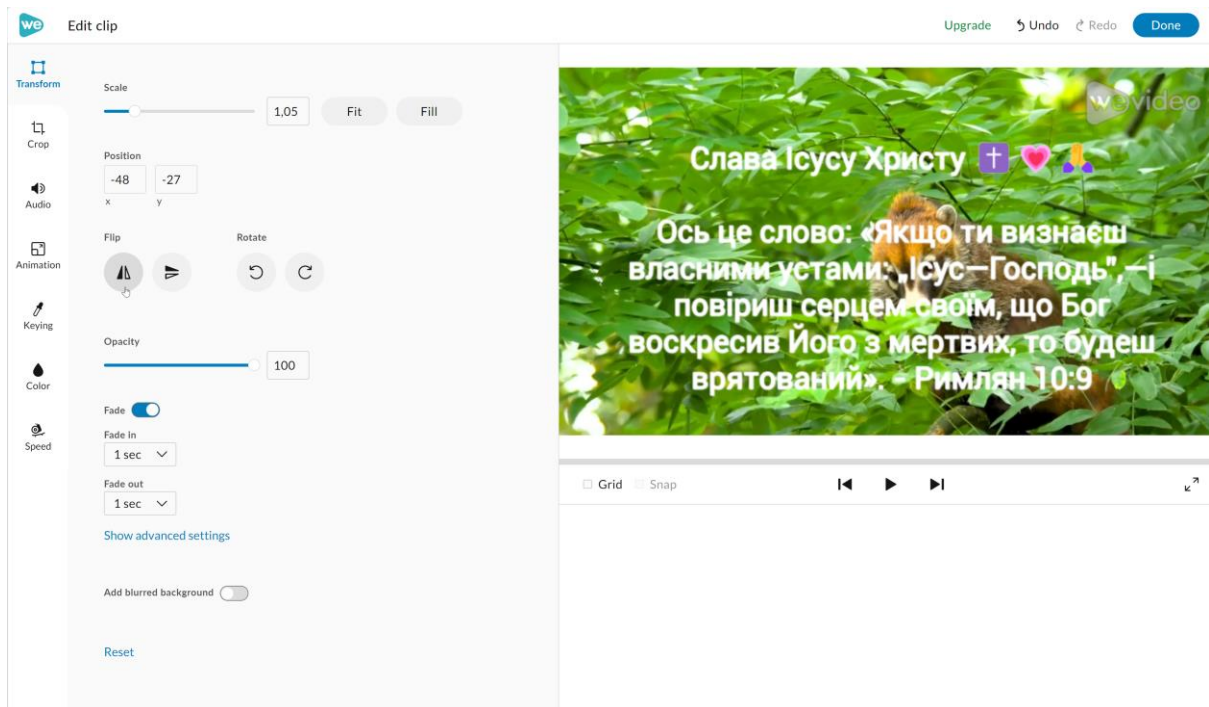 we
Edit clip
Upgrade
Undo
Redo
Done
Transform
Crop
Audio
Animation
Keying
Color
Speed
Scale
1,05
Fit
Fill
Position
-48
-27
x
y
Flip
Rotate
Opacity
100
Fade
Fade in
1 sec
Fade out
1 sec
Show advanced settings
Add blurred background
Reset
wevideo
Слава Ісусу Христу ✝️ 💗 🙏
Ось це слово: «Якщо ти визнаєш
власними устами: „Ісус—Господь",—і
повіриш серцем своїм, що Бог
воскресив Його з мертвих, то будеш
врятований». - Римлян 10:9
Grid
Snap